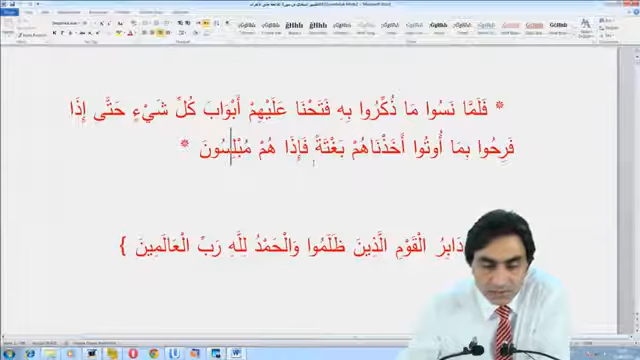 * فَلَمَّا نَسُوا مَا ذُكِّرُوا بِهِ فَتَحْنَا عَلَيْهِمْ أَبْوَابَ كُلِّ شَيْءٍ حَتَّى إِذَا
فَرِحُوا بِمَا أُوتُوا أَخَذْنَاهُمْ بَغْتَةً فَإِذَا هُمْ مُبْلِسُونَ *
دَابِرُ الْقَوْمِ الَّذِينَ ظَلَمُوا وَالْحَمْدُ لِلَّهِ رَبِّ الْعَالَمِينَ }